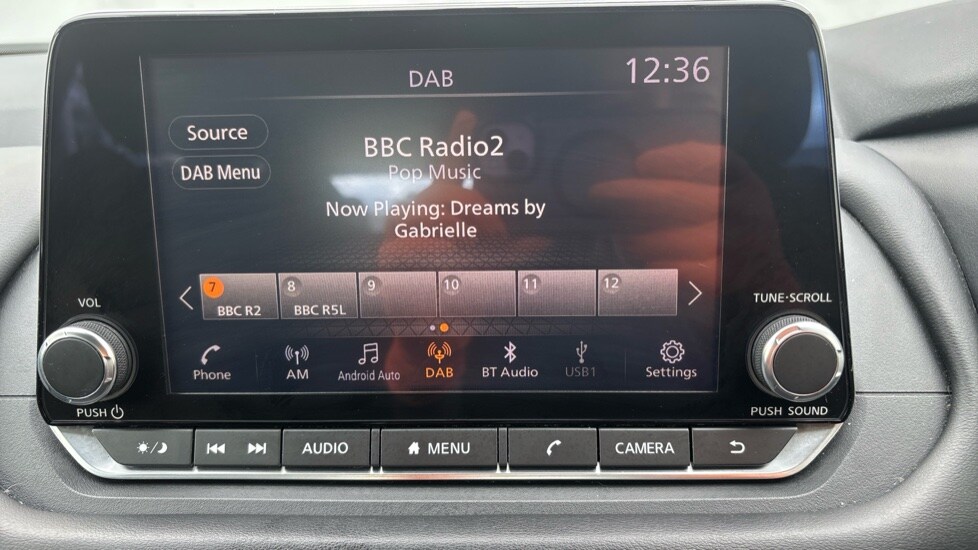 DAB
12:36
Source
BBC Radio2
DAB Menu
Pop Music
Now Playing: Dreams by
Gabrielle
7
8
9
10
11
12
BBC R2
BBC R5L
VOL
TUNE·SCROLL
Phone
AM
Android Auto
DAB
BT Audio
USB1
Settings
PUSH
PUSH SOUND
AUDIO
MENU
CAMERA